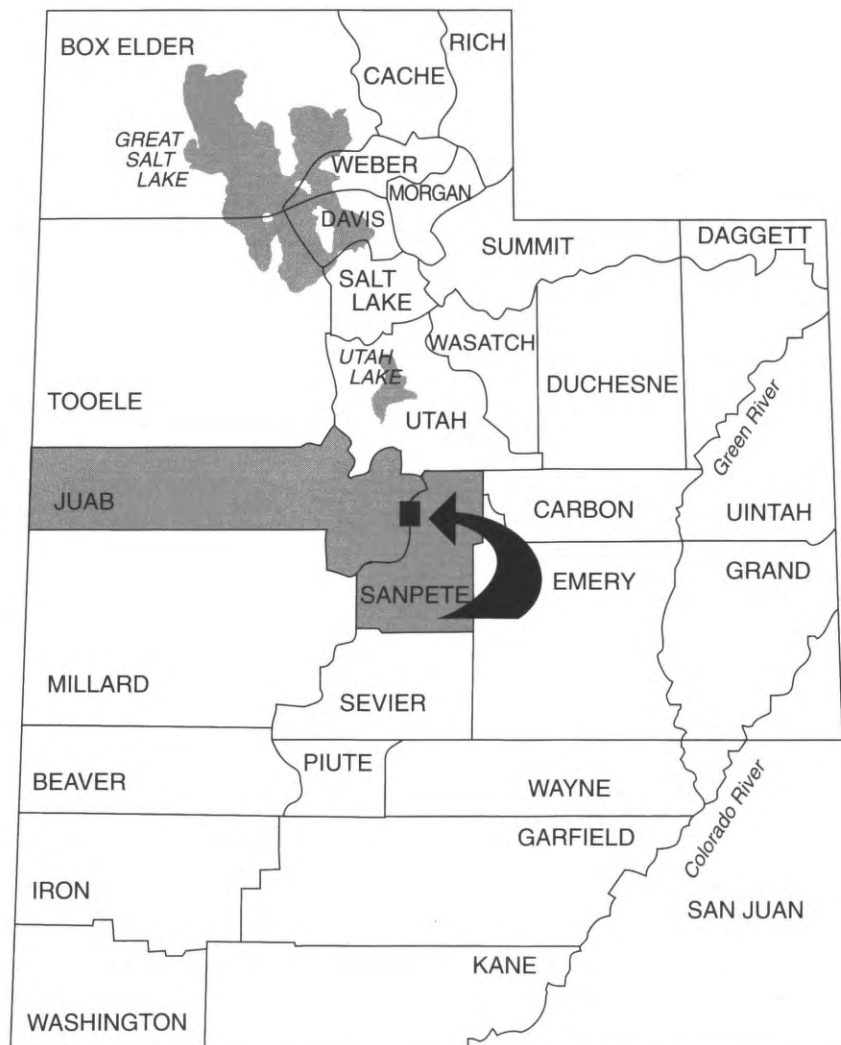 BOX ELDER
RICH
CACHE
GREAT
SALT
LAKE
WEBER
MORGAN
DAVIS
SUMMIT
DAGGETT
SALT
LAKE
WASATCH
UTAH
LAKE
DUCHESNE
TOOELE
UTAH
Green River
JUAB
CARBON
UINTAH
SANPETE
EMERY
GRAND
MILLARD
SEVIER
PIUTE
BEAVER
WAYNE
Colorado River
GARFIELD
IRON
SAN JUAN
KANE
WASHINGTON